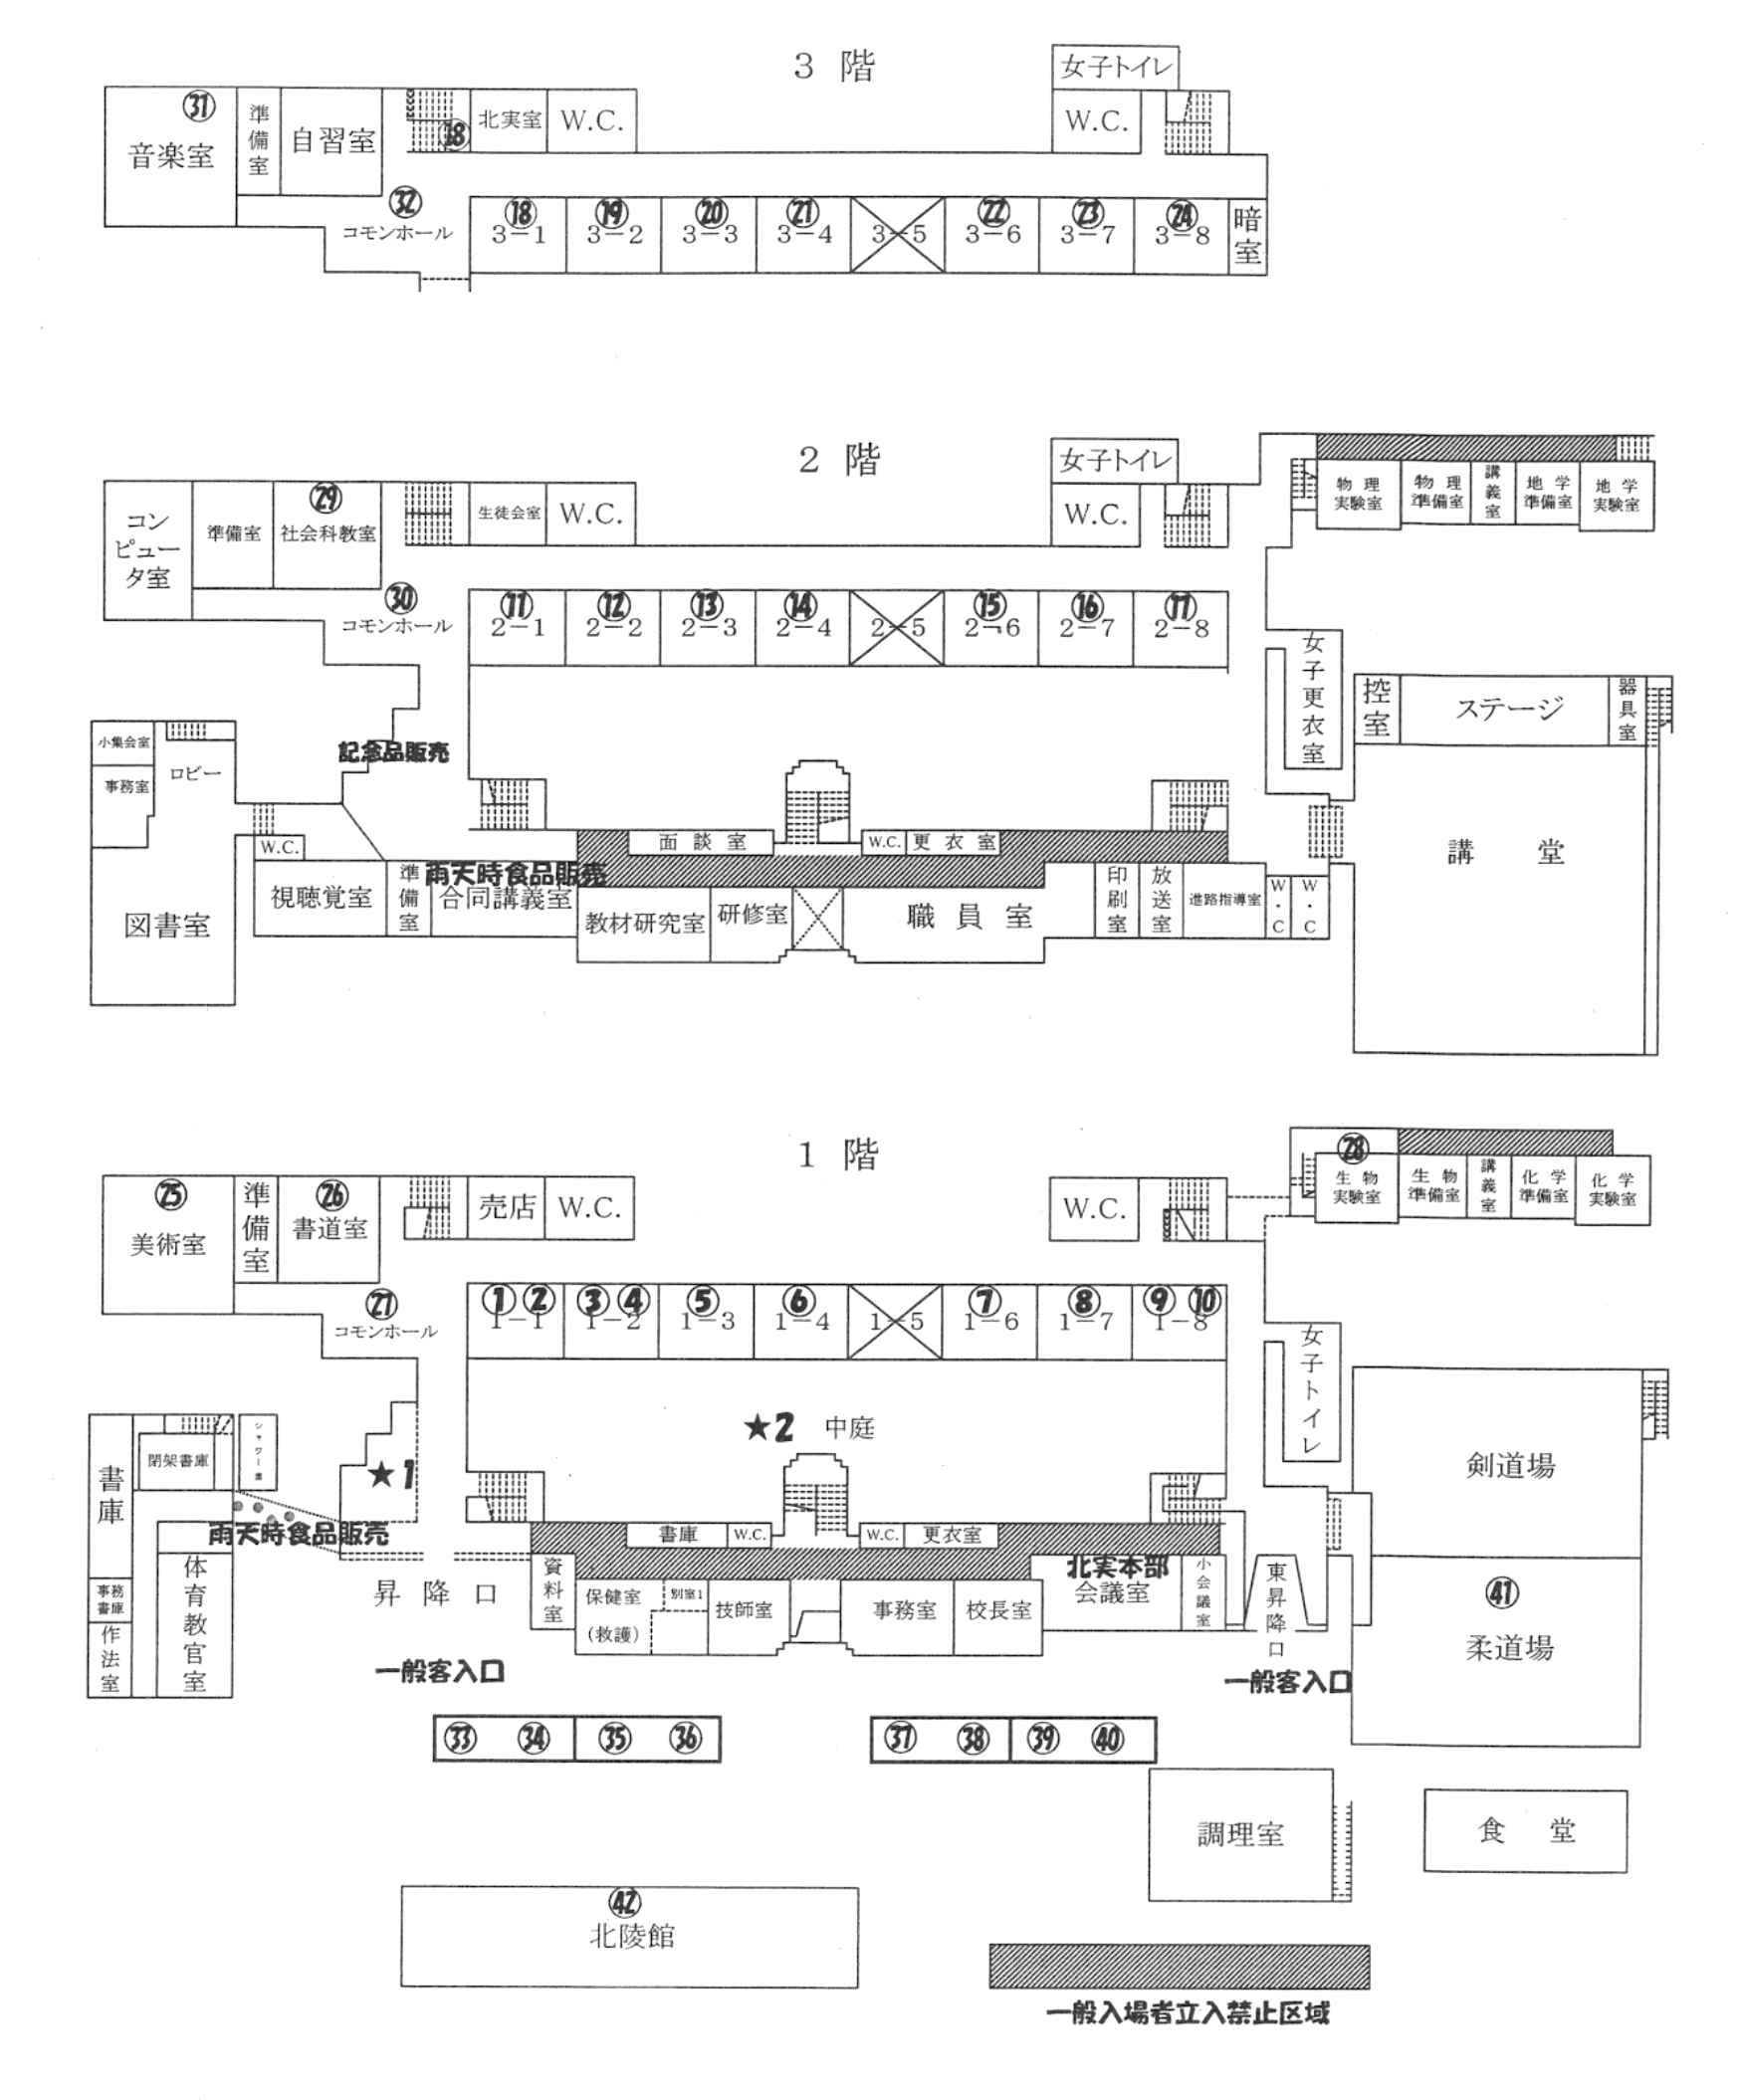 3 階
女子トイレ
㉛
音楽室
準備室
自習室
⑱
北実室
W.C.
W.C.
㉜
コモンホール
⑱
3－1
⑲
3－2
⑳
3－3
㉑
3－4
3－5
㉒
3－6
㉓
3－7
㉔
3－8
暗室
2 階
女子トイレ
コンピュータ室
準備室
㉙
社会科教室
生徒会室
W.C.
W.C.
物理実験室
物理準備室
講義室
地学準備室
地学実験室
㉚
コモンホール
⑪
2－1
⑫
2－2
⑬
2－3
⑭
2－4
2－5
⑮
2－6
⑯
2－7
⑰
2－8
女子更衣室
控室
ステージ
器具室
記念品販売
小集会室
ロビー
事務室
W.C.
面談室
W.C.
更衣室
講堂
雨天時食品販売
図書室
視聴覚室
準備室
合同講義室
教材研究室
研修室
職員室
印刷室
放送室
進路指導室
W.C
W.C
1 階
㉕
美術室
準備室
㉖
書道室
売店
W.C.
W.C.
㉘
生物実験室
生物準備室
講義室
化学準備室
化学実験室
㉗
コモンホール
① ②
1－1
③ ④
1－2
⑤
1－3
⑥
1－4
1－5
⑦
1－6
⑧
1－7
⑨ ⑩
1－8
女子トイレ
★2 中庭
★1
書庫
閉架書庫
シャワー室
剣道場
雨天時食品販売
書庫
W.C.
W.C.
更衣室
体育教官室
事務書庫
作法室
昇降口
資料室
保健室
(救護)
別室1
技師室
事務室
校長室
北実本部
会議室
小会議室
東昇降口
㊶
柔道場
一般客入口
一般客入口
㉝ ㉞ ㉟ ㊱
㊲ ㊳ ㊴ ㊵
調理室
食堂
㊷
北陵館
一般入場者立入禁止区域